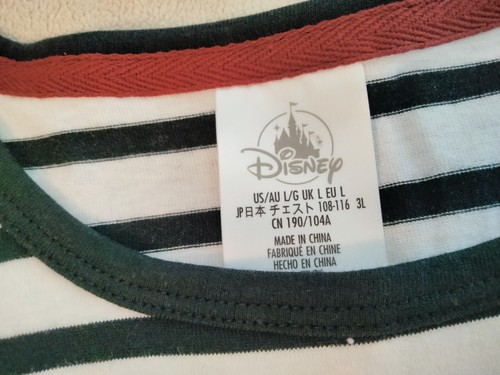 Disney
US/AU L/G UK L EU L
JP日本 チェスト 108-116 3L
CN 190/104A
MADE IN CHINA
FABRIQUÉ EN CHINE
HECHO EN CHINA